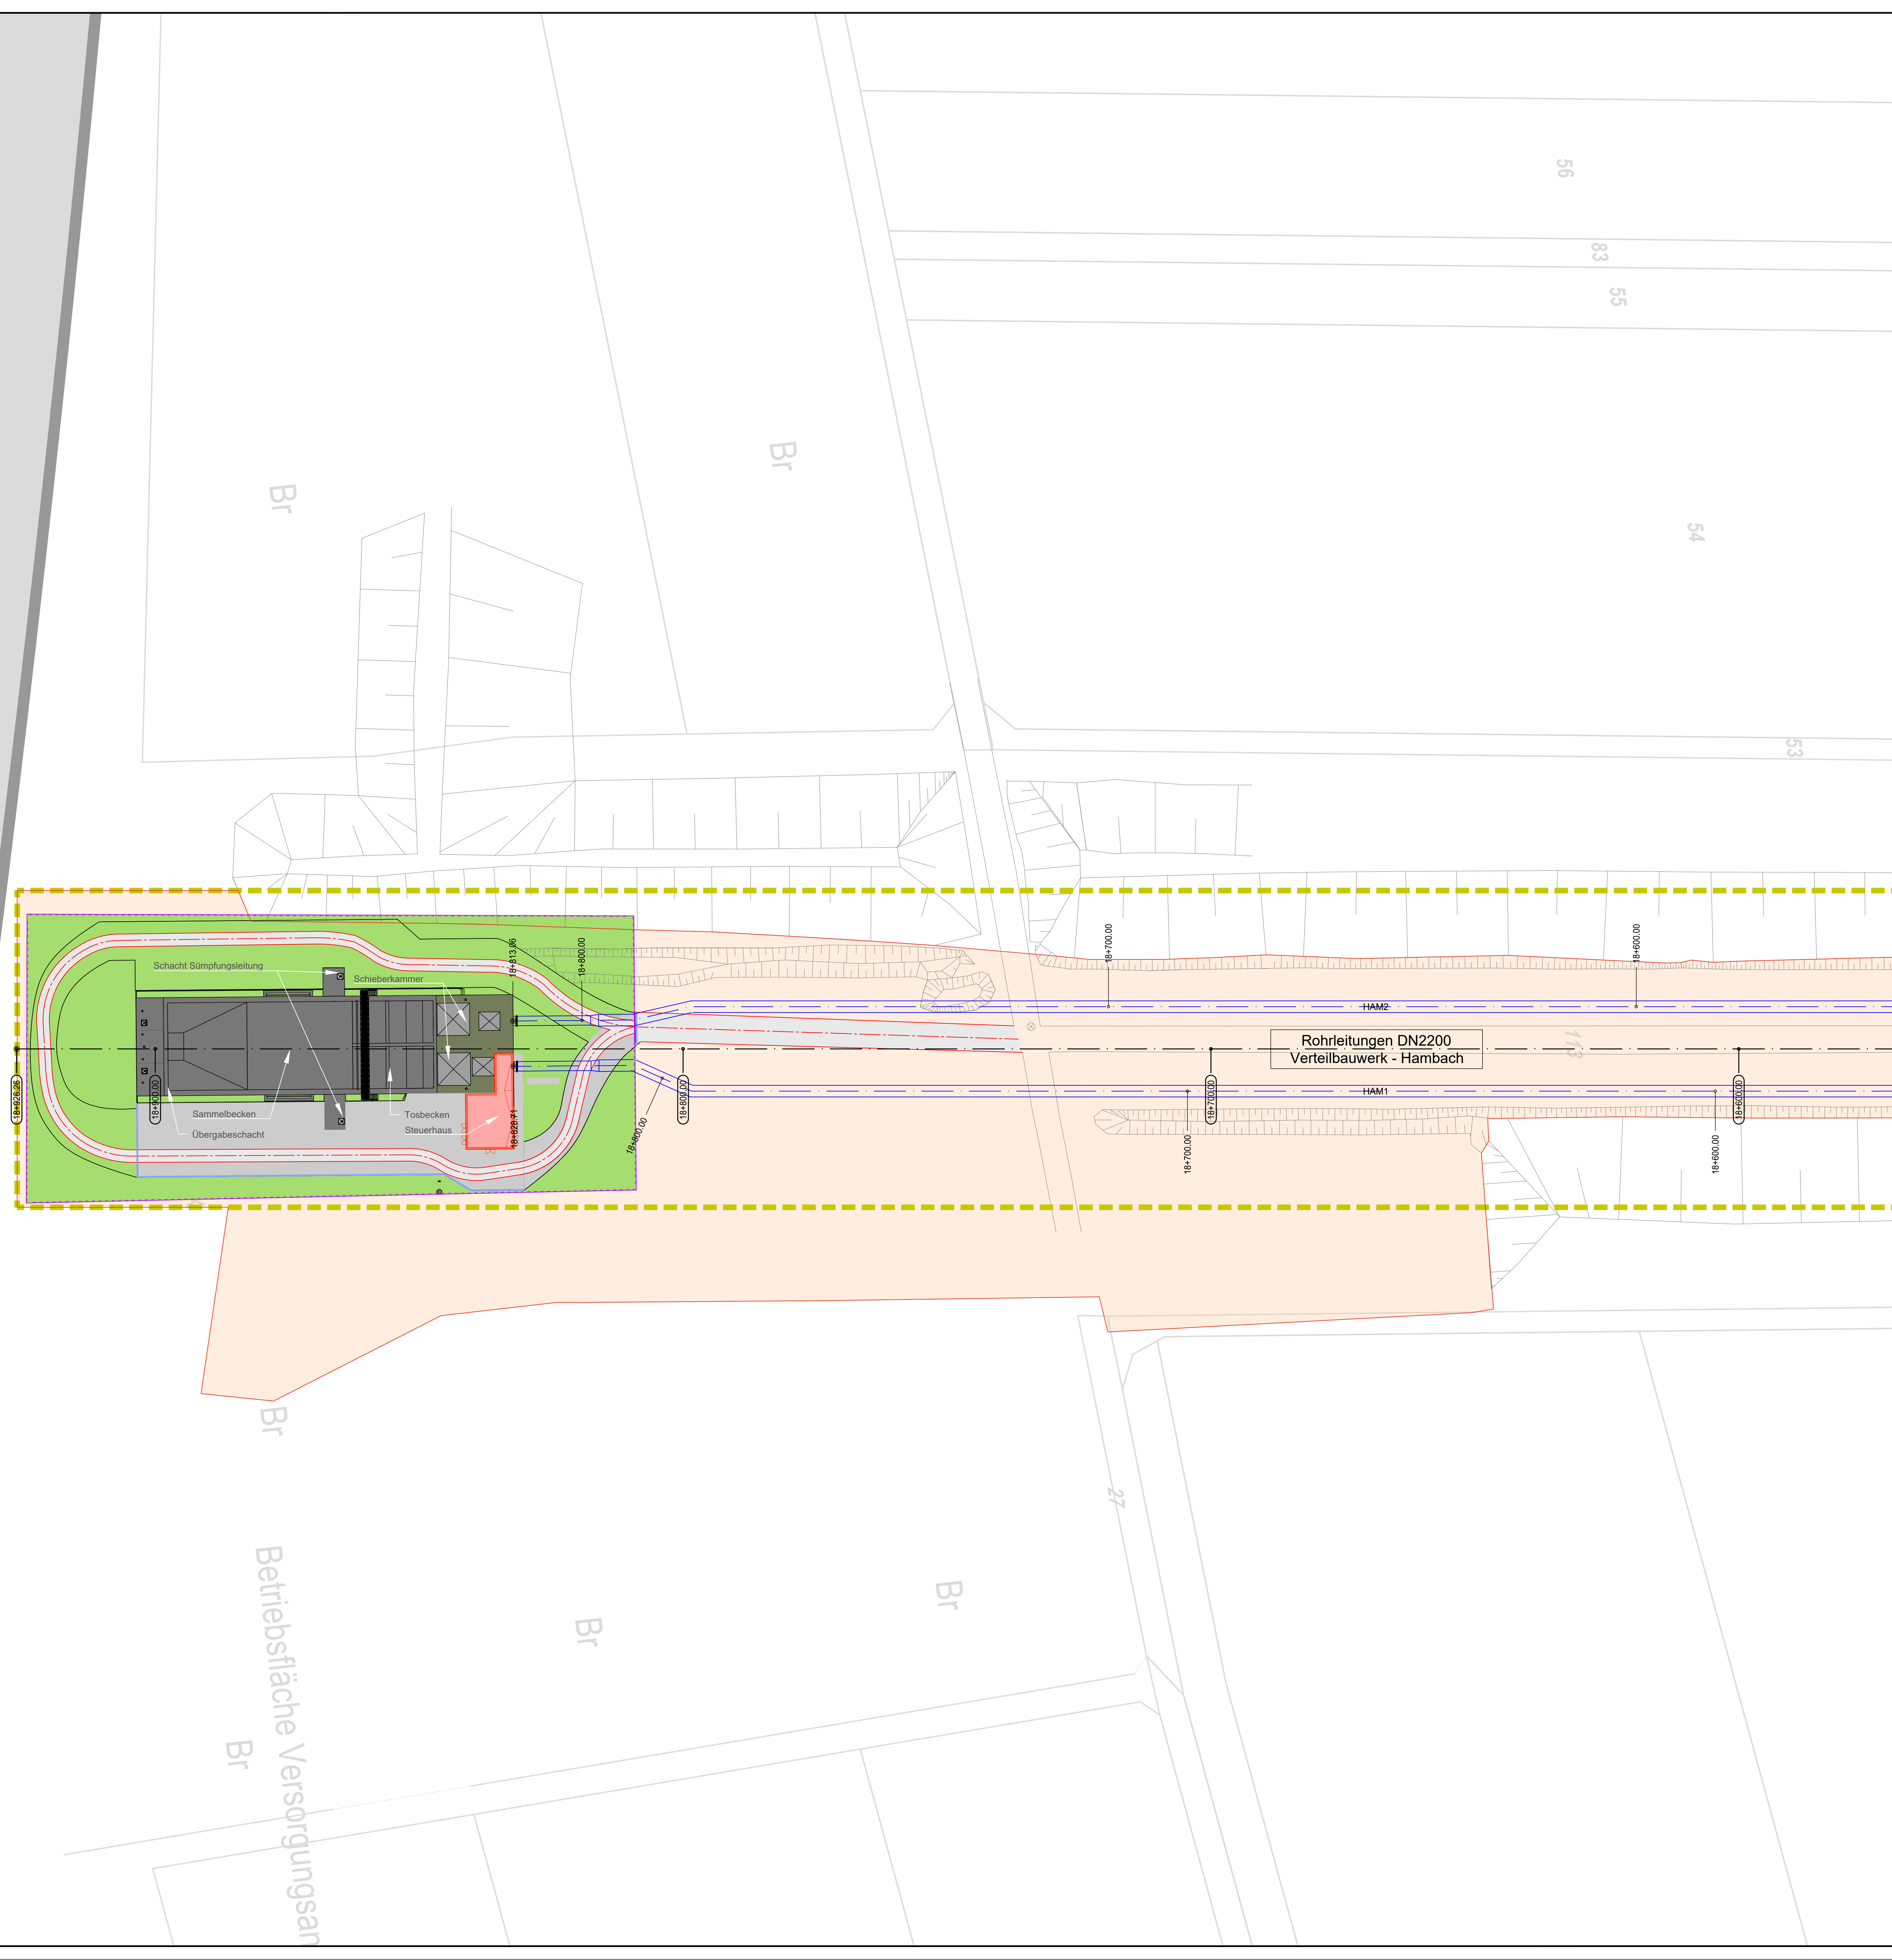 56
83
55
Br
Br
54
53
18+700.00
18+600.00
18+813.06
18+800.00
Schacht Sümpfungsleitung
Schieberkammer
HAM2
Rohrleitungen DN2200
Verteilbauwerk - Hambach
113
18+926.26
18+900.00
18+800.00
18+700.00
18+600.00
HAM1
Sammelbecken
Übergabeschacht
Tosbecken
Steuerhaus
18+828.71
18+800.00
18+700.00
18+600.00
Br
27
Br
Br
Br
Betriebsfläche Versorgungsan